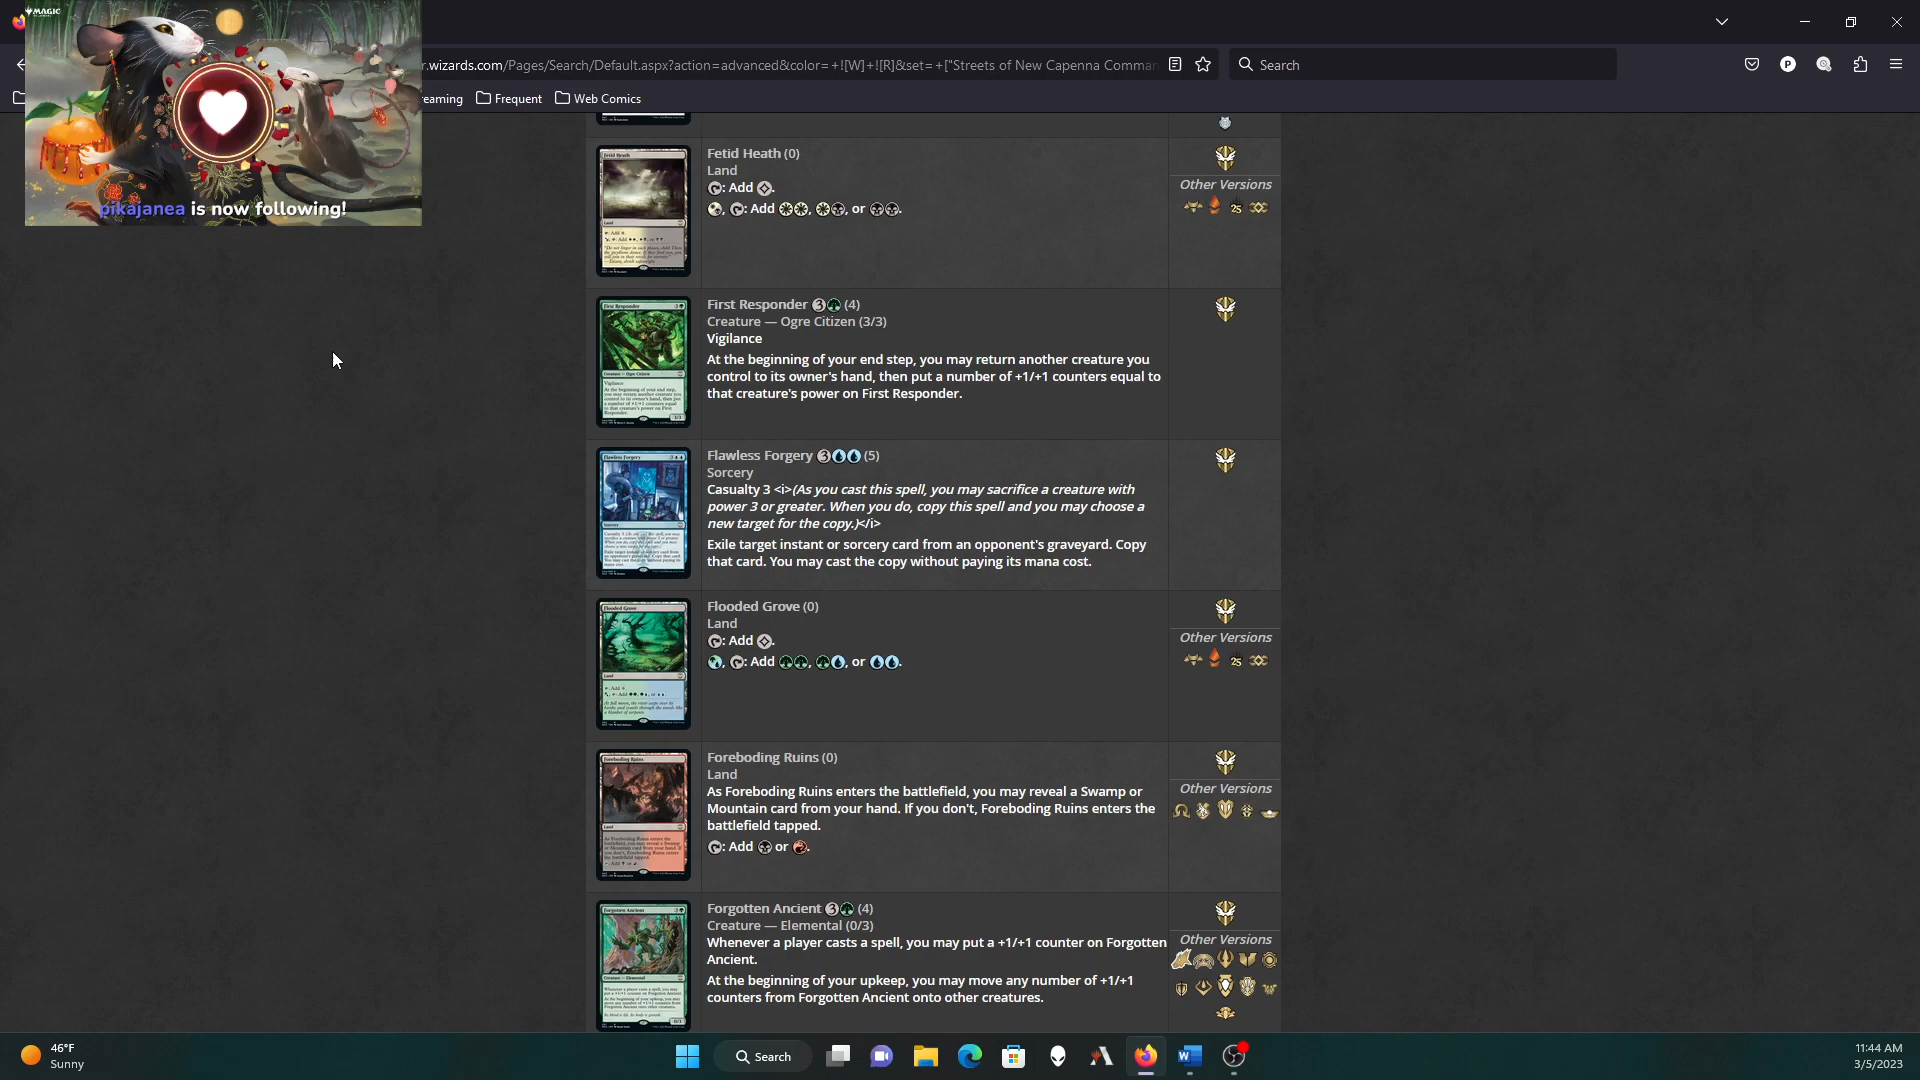 MAGIC
pikajanea is now following!
r.wizards.com/Pages/Search/Default.aspx?action=advanced&color=+![W]+![R]&set=+["Streets of New Capenna Comman
Search
eaming
Frequent
Web Comics
Fetid Heath (0)
Land
: Add .
, : Add , , or .
Other Versions
25
First Responder 3 (4)
Creature — Ogre Citizen (3/3)
Vigilance
At the beginning of your end step, you may return another creature you
control to its owner's hand, then put a number of +1/+1 counters equal to
that creature's power on First Responder.
Flawless Forgery 3 (5)
Sorcery
Casualty 3 <i>(As you cast this spell, you may sacrifice a creature with
power 3 or greater. When you do, copy this spell and you may choose a
new target for the copy.)</i>
Exile target instant or sorcery card from an opponent's graveyard. Copy
that card. You may cast the copy without paying its mana cost.
Flooded Grove (0)
Land
: Add .
, : Add , , or .
Other Versions
25
Foreboding Ruins (0)
Land
As Foreboding Ruins enters the battlefield, you may reveal a Swamp or
Mountain card from your hand. If you don't, Foreboding Ruins enters the
battlefield tapped.
: Add or .
Other Versions
Forgotten Ancient 3 (4)
Creature — Elemental (0/3)
Whenever a player casts a spell, you may put a +1/+1 counter on Forgotten
Ancient.
At the beginning of your upkeep, you may move any number of +1/+1
counters from Forgotten Ancient onto other creatures.
Other Versions
46°F
Sunny
Search
11:44 AM
3/5/2023